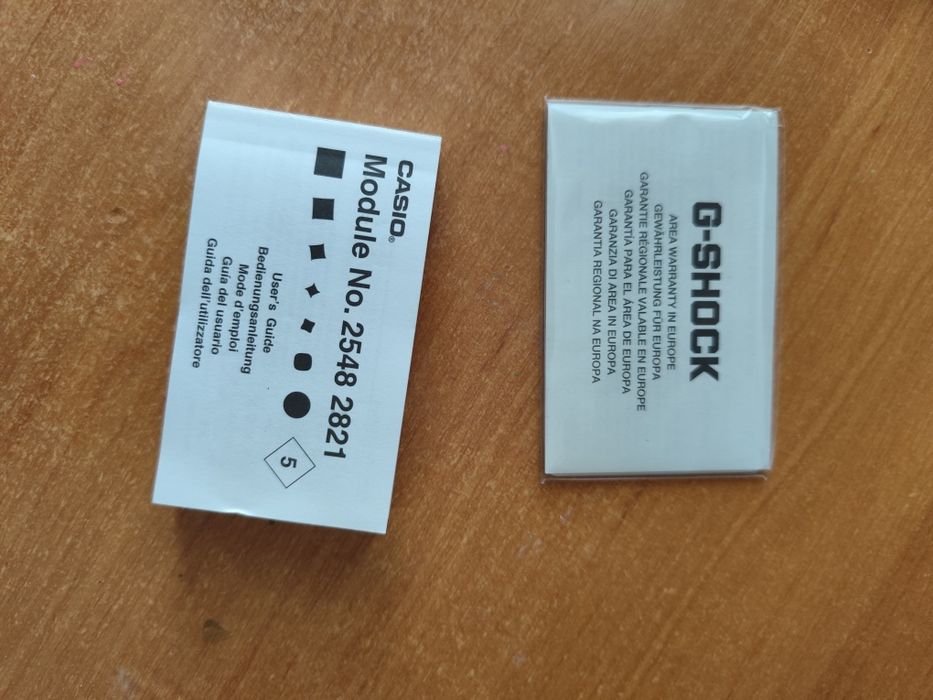 CASIO®
Module No. 2548 2821
5
User's Guide
Bedienungsanleitung
Mode d'emploi
Guía del usuario
Guida dell'utilizzatore
G-SHOCK
AREA WARRANTY IN EUROPE
GEWÄHRLEISTUNG FÜR EUROPA
GARANTIE RÉGIONALE VALABLE EN EUROPE
GARANTÍA PARA EL ÁREA DE EUROPA
GARANZIA DI AREA IN EUROPA
GARANTIA REGIONAL NA EUROPA